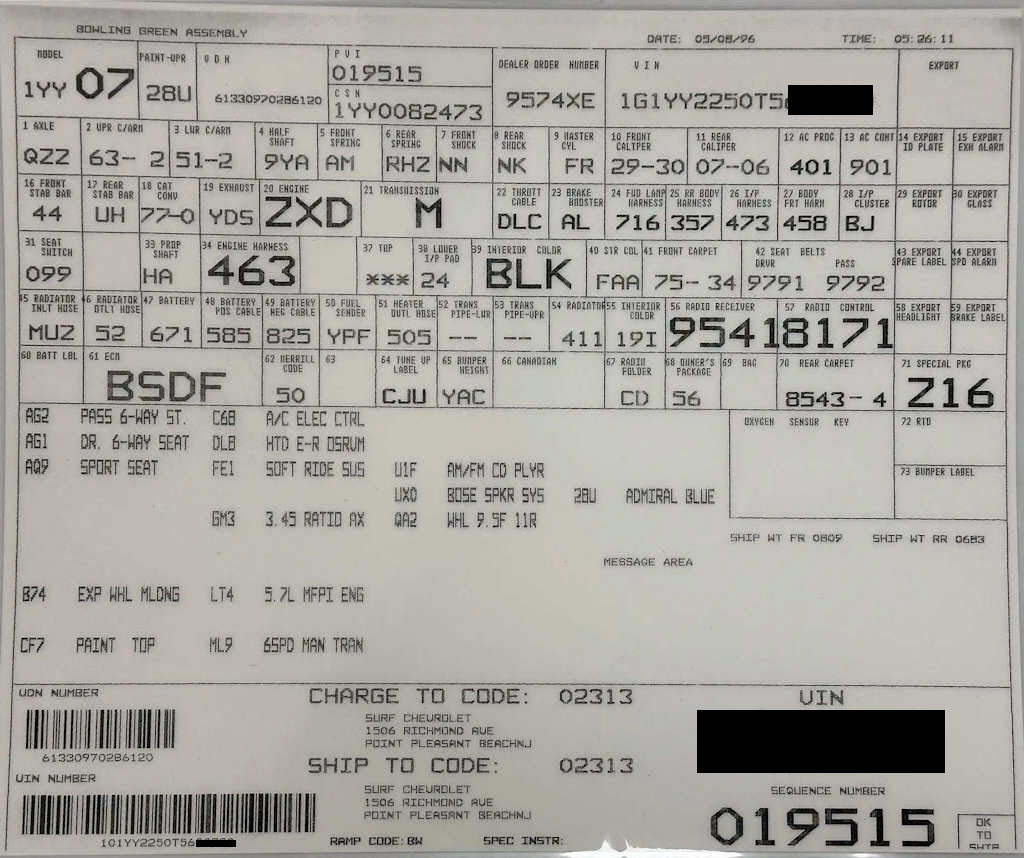 BOWLING GREEN ASSEMBLY DATE: 05/08/96 TIME: 05:26:11
MODEL PAINT-UPR VDN PVI DEALER ORDER NUMBER VIN EXPORT
1YY 07 28U 61330970286120 019515 9574XE 1G1YY2250T5
CSN
1YY0082473
1 AXLE 2 UPR C/ARM 3 LWR C/ARM 4 HALF SHAFT 5 FRONT SPRING 6 REAR SPRING 7 FRONT SHOCK 8 REAR SHOCK 9 MASTER CYL 10 FRONT CALIPER 11 REAR CALIPER 12 AC PROG 13 AC CONT 14 EXPORT ID PLATE 15 EXPORT EXH ALARM
QZZ 63- 2 51-2 9YA AM RHZ NN NK FR 29-30 07-06 401 901
16 FRONT STAB BAR 17 REAR STAB BAR 18 CAT CONV 19 EXHAUST 20 ENGINE 21 TRANSMISSION 22 THROTT CABLE 23 BRAKE BOOSTER 24 FWD LAMP HARNESS 25 RR BODY HARNESS 26 I/P HARNESS 27 BODY FRT HARN 28 I/P CLUSTER 29 EXPORT ROTOR 30 EXPORT GLASS
44 UH 77-0 YDS ZXD M DLC AL 716 357 473 458 BJ
31 SEAT SWITCH 33 PROP SHAFT 34 ENGINE HARNESS 37 TOP 38 LOWER I/P PAD 39 INTERIOR COLOR 40 STR COL 41 FRONT CARPET 42 SEAT BELTS DRVR PASS 43 EXPORT SPARE LABEL 44 EXPORT SPD ALARM
099 HA 463 *** 24 BLK FAA 75- 34 9791 9792
45 RADIATOR INLT HOSE 46 RADIATOR OTLT HOSE 47 BATTERY 48 BATTERY POS CABLE 49 BATTERY NEG CABLE 50 FUEL SENDER 51 HEATER OUTL HOSE 52 TRANS PIPE-LWR 53 TRANS PIPE-UPR 54 RADIATOR 55 INTERIOR COLOR 56 RADIO RECEIVER 57 RADIO CONTROL 58 EXPORT HEADLIGHT 59 EXPORT BRAKE LABEL
MUZ 52 671 585 825 YPF 505 -- -- 411 19I 9541 8171
60 BATT LBL 61 ECM 62 MERRILL CODE 63 64 TUNE UP LABEL 65 BUMPER HEIGHT 66 CANADIAN 67 RADIO FOLDER 68 OWNER'S PACKAGE 69 BAG 70 REAR CARPET 71 SPECIAL PKG
BSDF 50 CJU YAC CD 56 8543- 4 Z16
AG2 PASS 6-WAY ST. C68 A/C ELEC CTRL OXYGEN SENSOR KEY 72 RTD
AG1 DR. 6-WAY SEAT DL8 HTD E-R OSRUM
AQ9 SPORT SEAT FE1 SOFT RIDE SUS U1F AM/FM CD PLYR 73 BUMPER LABEL
UX0 BOSE SPKR SYS 28U ADMIRAL BLUE
GM3 3.45 RATIO AX QA2 WHL 9.5F 11R
SHIP WT FR 0809 SHIP WT RR 0683
MESSAGE AREA
B74 EXP WHL MLDNG LT4 5.7L MFPI ENG
CF7 PAINT TOP ML9 6SPD MAN TRAN
VDN NUMBER CHARGE TO CODE: 02313 VIN
SURF CHEVROLET
1506 RICHMOND AVE
POINT PLEASANT BEACHNJ
61330970286120
SHIP TO CODE: 02313
VIN NUMBER
SURF CHEVROLET SEQUENCE NUMBER
1506 RICHMOND AVE
POINT PLEASANT BEACHNJ
019515
1G1YY2250T56 RAMP CODE: BW SPEC INSTR:
OK
TO
SHIP